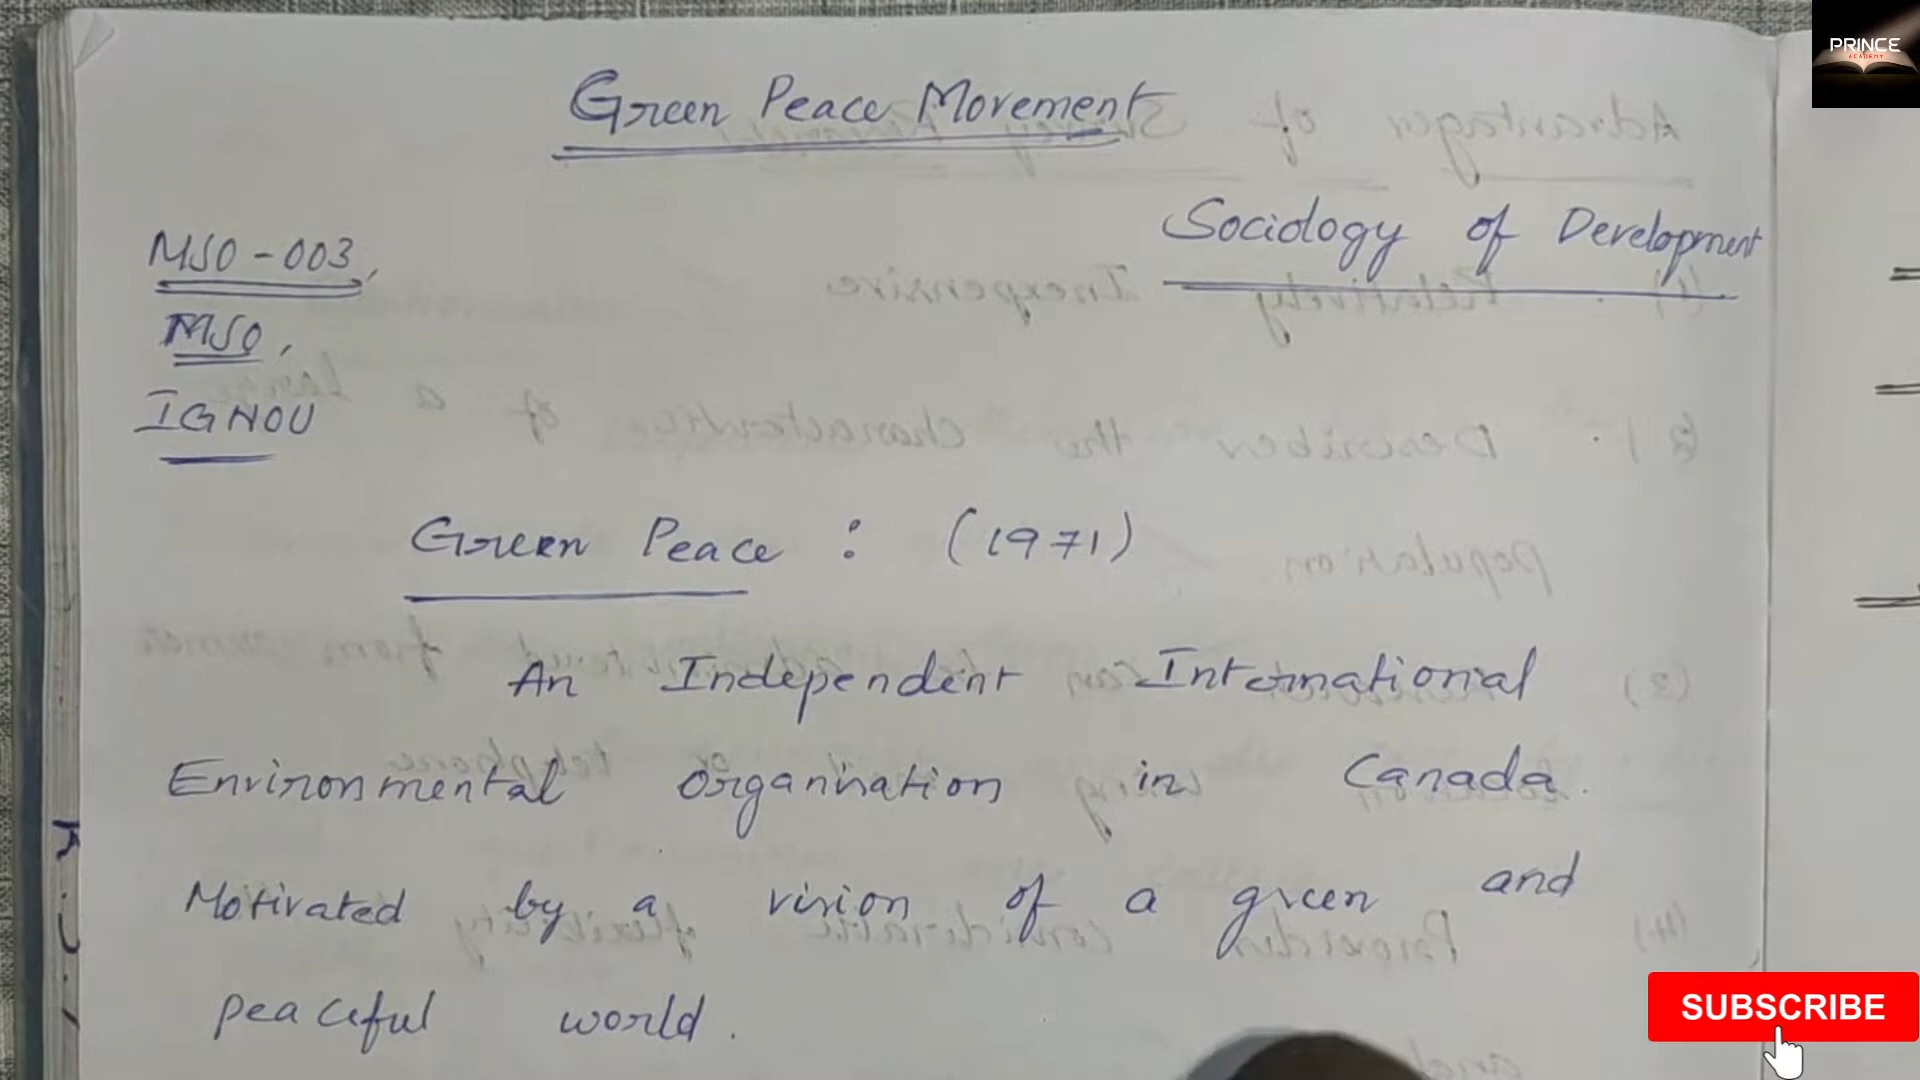 PRINCE
ACADEMY
Green Peace Movement
Sociology of Development
MSO-003,
MSO,
IGNOU
Green Peace : (1971)
An Independent International
Environmental organisation in Canada.
Motivated by a vision of a green and
peaceful world.
SUBSCRIBE